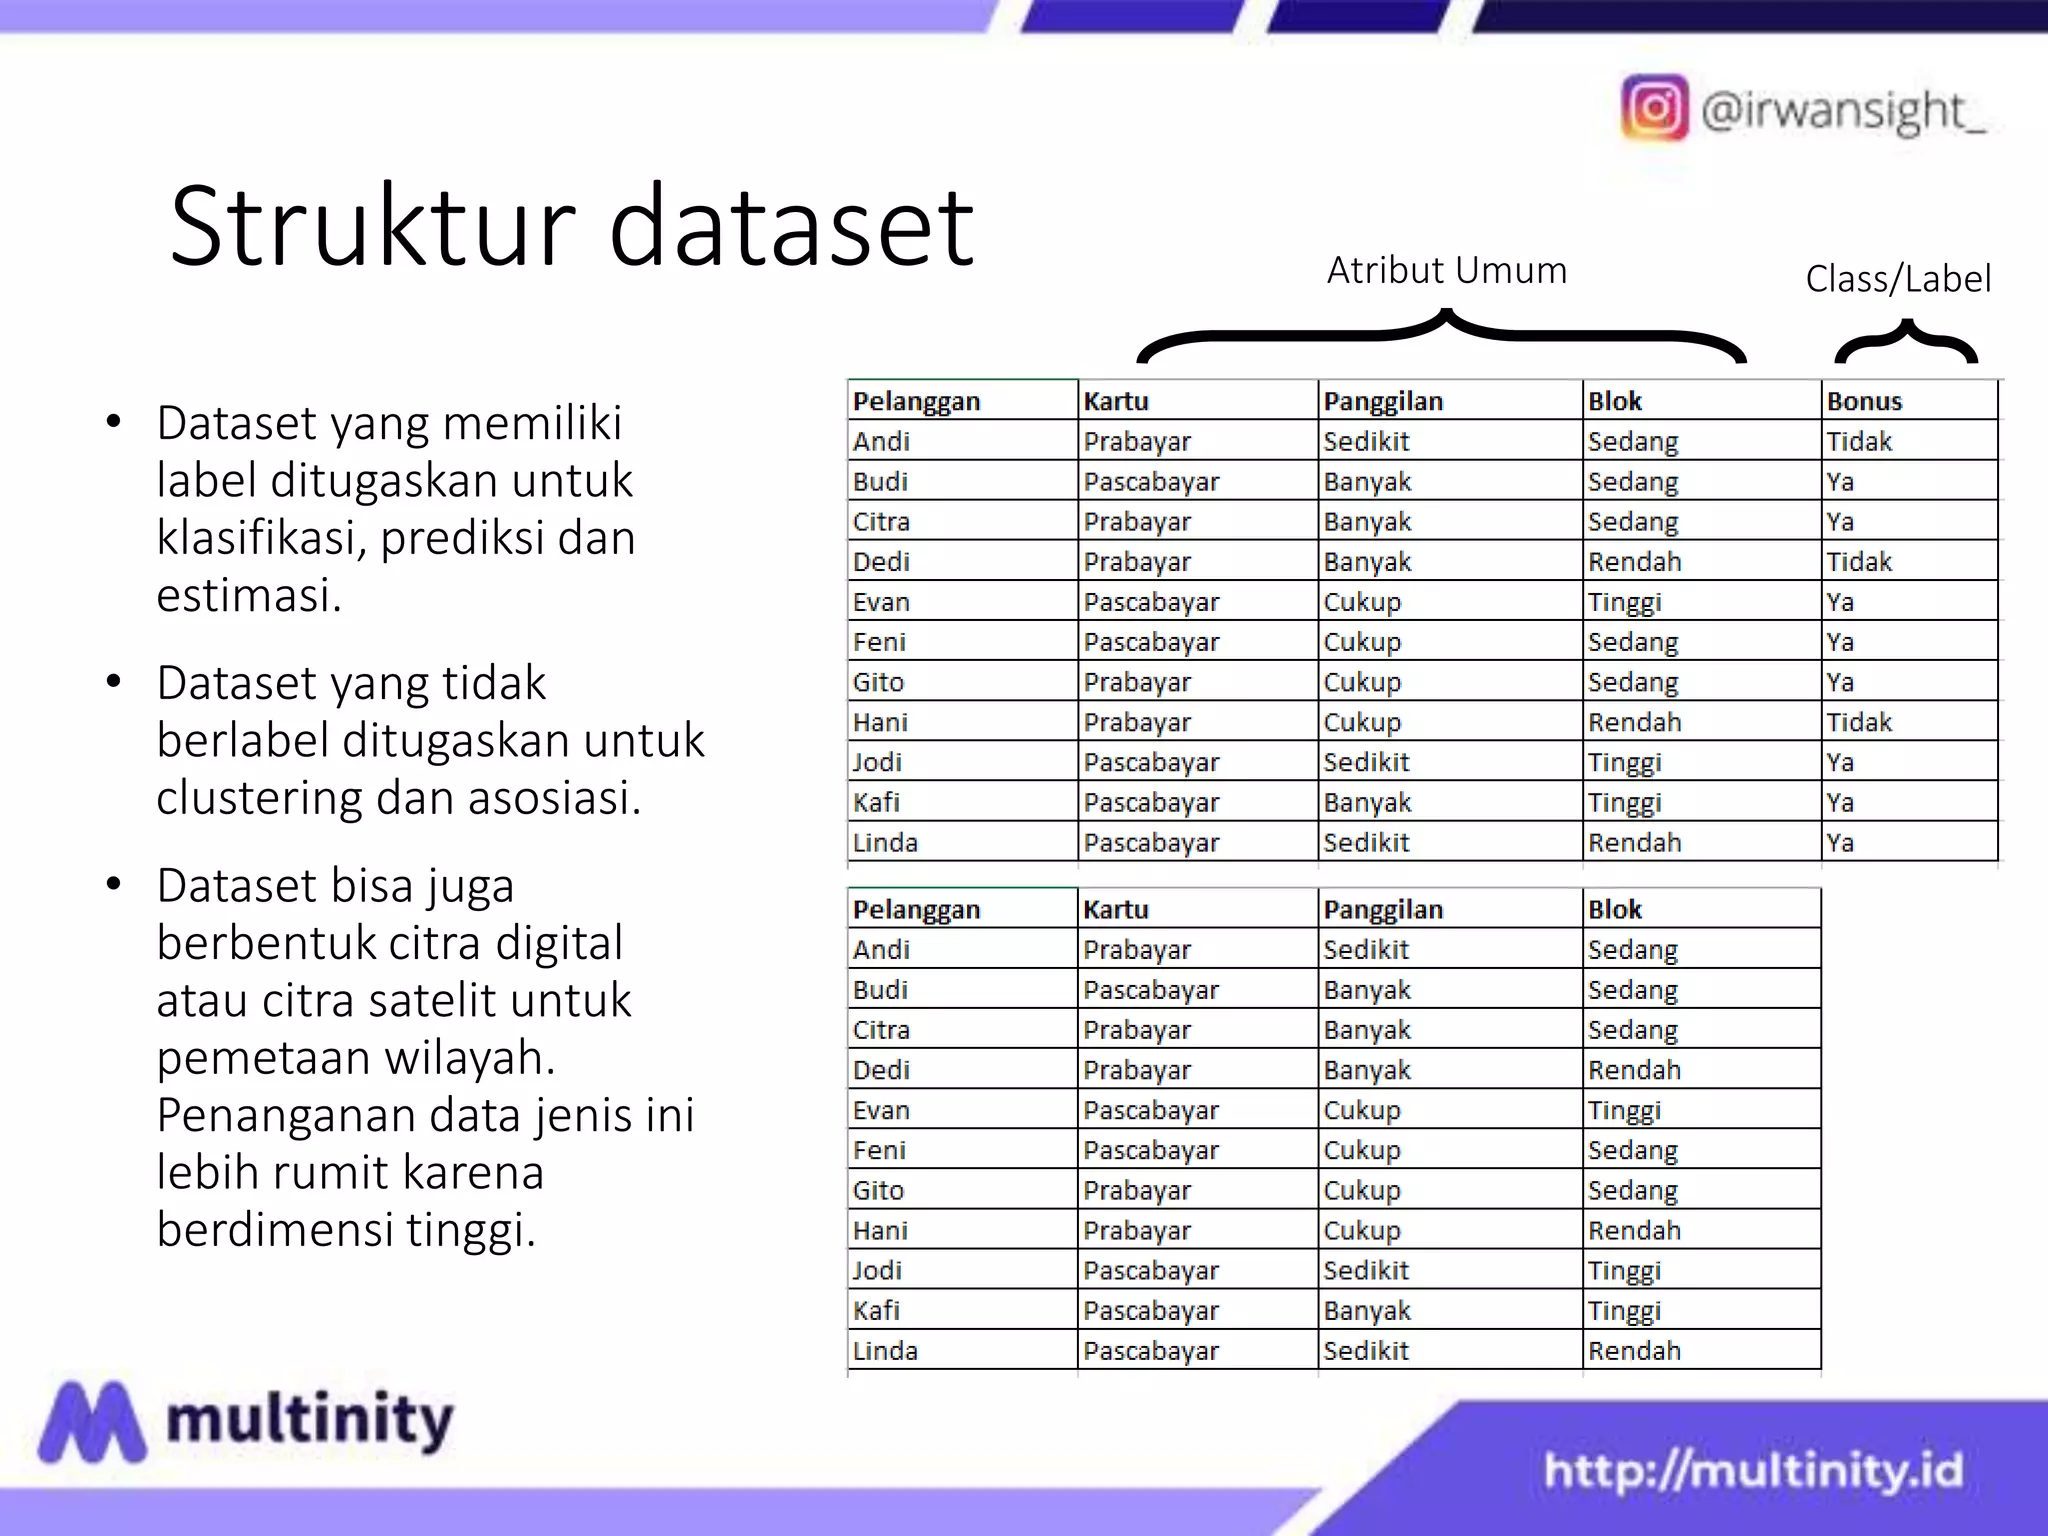 @irwansight_
Struktur dataset
• Dataset yang memiliki
label ditugaskan untuk
klasifikasi, prediksi dan
estimasi.
• Dataset yang tidak
berlabel ditugaskan untuk
clustering dan asosiasi.
• Dataset bisa juga
berbentuk citra digital
atau citra satelit untuk
pemetaan wilayah.
Penanganan data jenis ini
lebih rumit karena
berdimensi tinggi.
Atribut Umum Class/Label
Pelanggan Kartu Panggilan Blok Bonus
Andi Prabayar Sedikit Sedang Tidak
Budi Pascabayar Banyak Sedang Ya
Citra Prabayar Banyak Sedang Ya
Dedi Prabayar Banyak Rendah Tidak
Evan Pascabayar Cukup Tinggi Ya
Feni Pascabayar Cukup Sedang Ya
Gito Prabayar Cukup Sedang Ya
Hani Prabayar Cukup Rendah Tidak
Jodi Pascabayar Sedikit Tinggi Ya
Kafi Pascabayar Banyak Tinggi Ya
Linda Pascabayar Sedikit Rendah Ya
Pelanggan Kartu Panggilan Blok
Andi Prabayar Sedikit Sedang
Budi Pascabayar Banyak Sedang
Citra Prabayar Banyak Sedang
Dedi Prabayar Banyak Rendah
Evan Pascabayar Cukup Tinggi
Feni Pascabayar Cukup Sedang
Gito Prabayar Cukup Sedang
Hani Prabayar Cukup Rendah
Jodi Pascabayar Sedikit Tinggi
Kafi Pascabayar Banyak Tinggi
Linda Pascabayar Sedikit Rendah
multinity
http://multinity.id